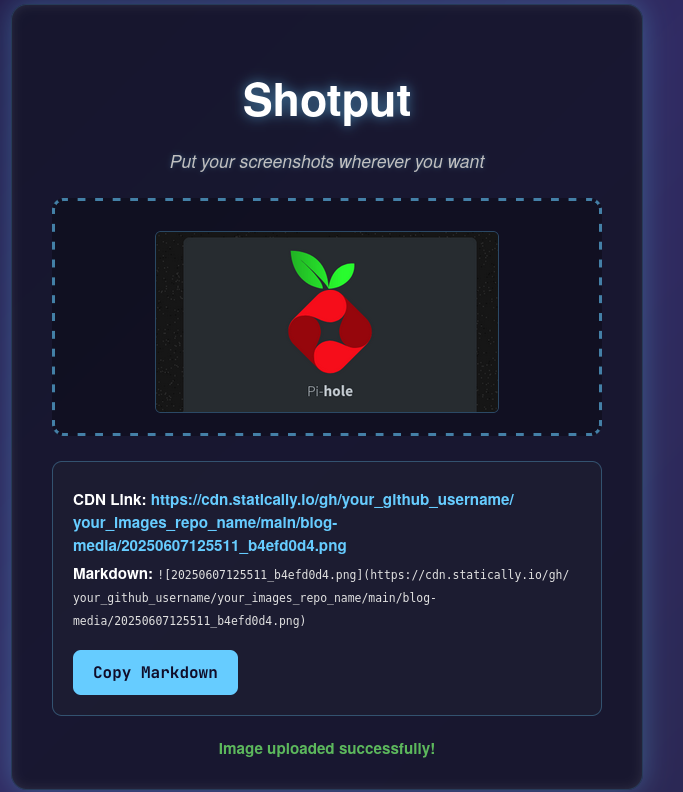 Shotput
Put your screenshots wherever you want
Pi-hole
CDN Link: https://cdn.statically.io/gh/your_github_username/
your_images_repo_name/main/blog-
media/20250607125511_b4efd0d4.png
Markdown: ![20250607125511_b4efd0d4.png](https://cdn.statically.io/gh/
your_github_username/your_images_repo_name/main/blog-
media/20250607125511_b4efd0d4.png)
Copy Markdown
Image uploaded successfully!